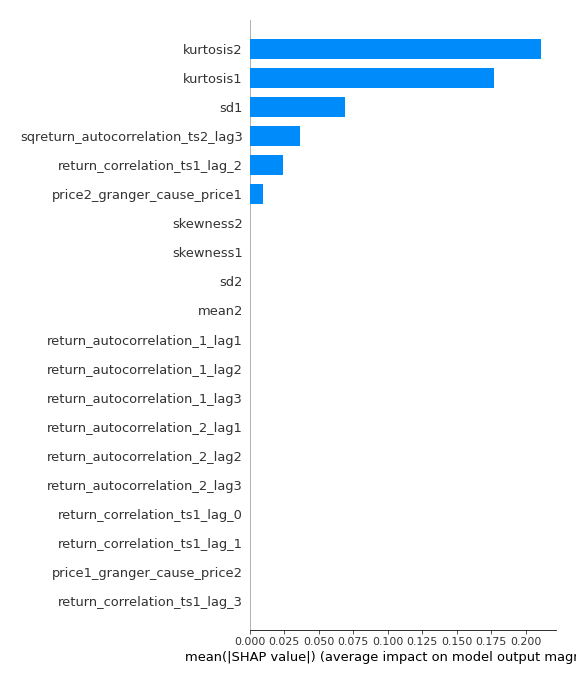 kurtosis2
kurtosis1
sd1
sqreturn_autocorrelation_ts2_lag3
return_correlation_ts1_lag_2
price2_granger_cause_price1
skewness2
skewness1
sd2
mean2
return_autocorrelation_1_lag1
return_autocorrelation_1_lag2
return_autocorrelation_1_lag3
return_autocorrelation_2_lag1
return_autocorrelation_2_lag2
return_autocorrelation_2_lag3
return_correlation_ts1_lag_0
return_correlation_ts1_lag_1
price1_granger_cause_price2
return_correlation_ts1_lag_3
0.000 0.025 0.050 0.075 0.100 0.125 0.150 0.175 0.200
mean(|SHAP value|) (average impact on model output magn